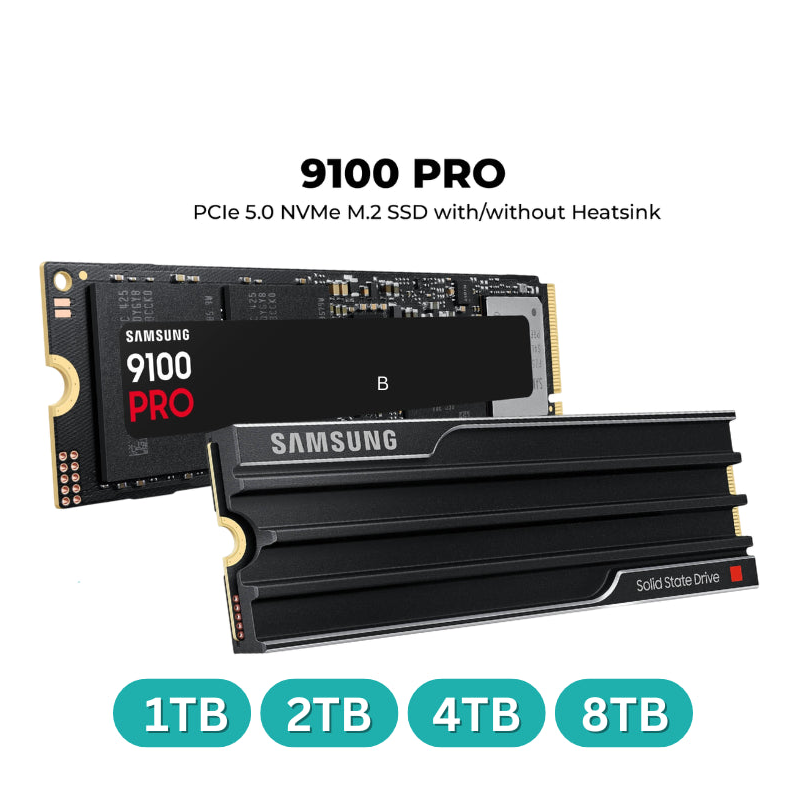 9100 PRO
PCIe 5.0 NVMe M.2 SSD with/without Heatsink
SAMSUNG
9100
PRO
B
SAMSUNG
Solid State Drive
1TB
2TB
4TB
8TB